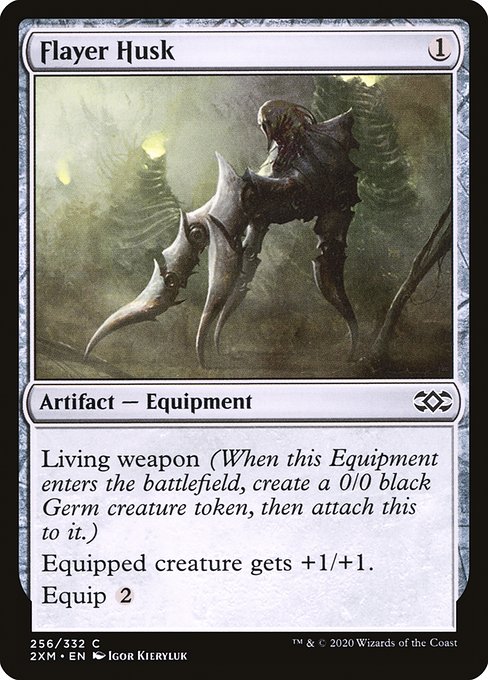 Flayer Husk 1
Artifact — Equipment
Living weapon (When this Equipment
enters the battlefield, create a 0/0 black
Germ creature token, then attach this
to it.)
Equipped creature gets +1/+1.
Equip 2
256/332 C
2XM • EN Igor Kieryluk
™ & © 2020 Wizards of the Coast